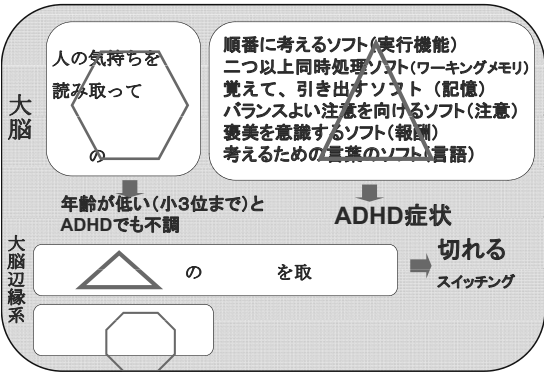 大脳
人の気持ちを
読み取って
の
順番に考えるソフト(実行機能)
二つ以上同時処理ソフト(ワーキングメモリ)
覚えて、引き出すソフト(記憶)
バランスよい注意を向けるソフト(注意)
褒美を意識するソフト(報酬)
考えるための言葉のソフト(言語)
年齢が低い(小3位まで)と
ADHDでも不調
ADHD症状
大脳辺縁系
の を取
切れる
スイッチング